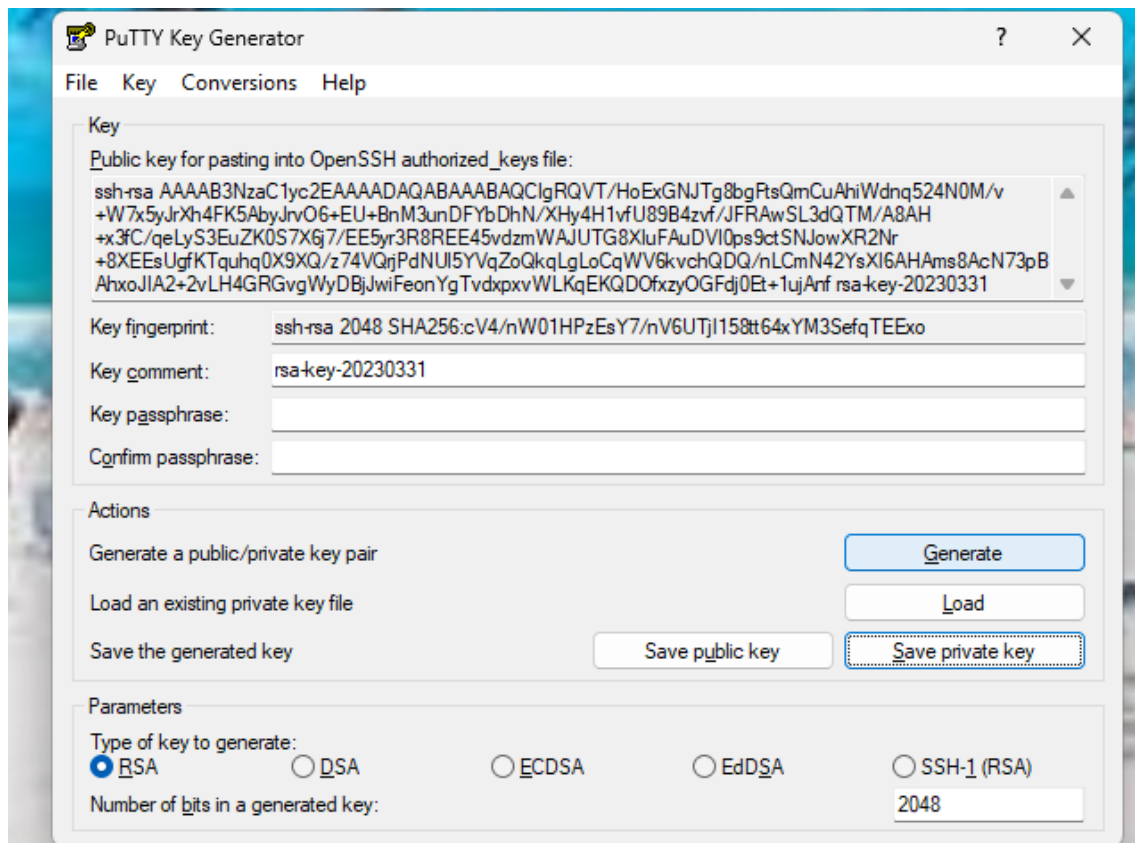 PuTTY Key Generator
?
File Key Conversions Help
Key
Public key for pasting into OpenSSH authorized_keys file:
ssh-rsa AAAAB3NzaC1yc2EAAAADAQABAAABAQCIgRQVT/HoExGNJTg8bgFtsQmCuAhiWdnq524N0M/v
+W7x5yJrXh4FK5AbyJrvO6+EU+BnM3unDFYbDhN/XHy4H1vfU89B4zvf/JFRAwSL3dQTM/A8AH
+x3fC/qeLyS3EuZK0S7X6j7/EE5yr3R8REE45vdzmWAJUTG8XIuFAuDVI0ps9ctSNJowXR2Nr
+8XEEsUgfKTquhq0X9XQ/z74VQrjPdNUI5YVqZoQkqLgLoCqWV6kvchQDQ/nLCmN42YsXI6AHAms8AcN73pB
AhxoJIA2+2vLH4GRGvgWyDBjJwiFeonYgTvdxpxvWLKqEKQDOfxzyOGFdj0Et+1ujAnf rsa-key-20230331
Key fingerprint: ssh-rsa 2048 SHA256:cV4/nW01HPzEsY7/nV6UTjI158tt64xYM3SefqTEExo
Key comment: rsa-key-20230331
Key passphrase:
Confirm passphrase:
Actions
Generate a public/private key pair Generate
Load an existing private key file Load
Save the generated key Save public key Save private key
Parameters
Type of key to generate:
RSA DSA ECDSA EdDSA SSH-1 (RSA)
Number of bits in a generated key: 2048